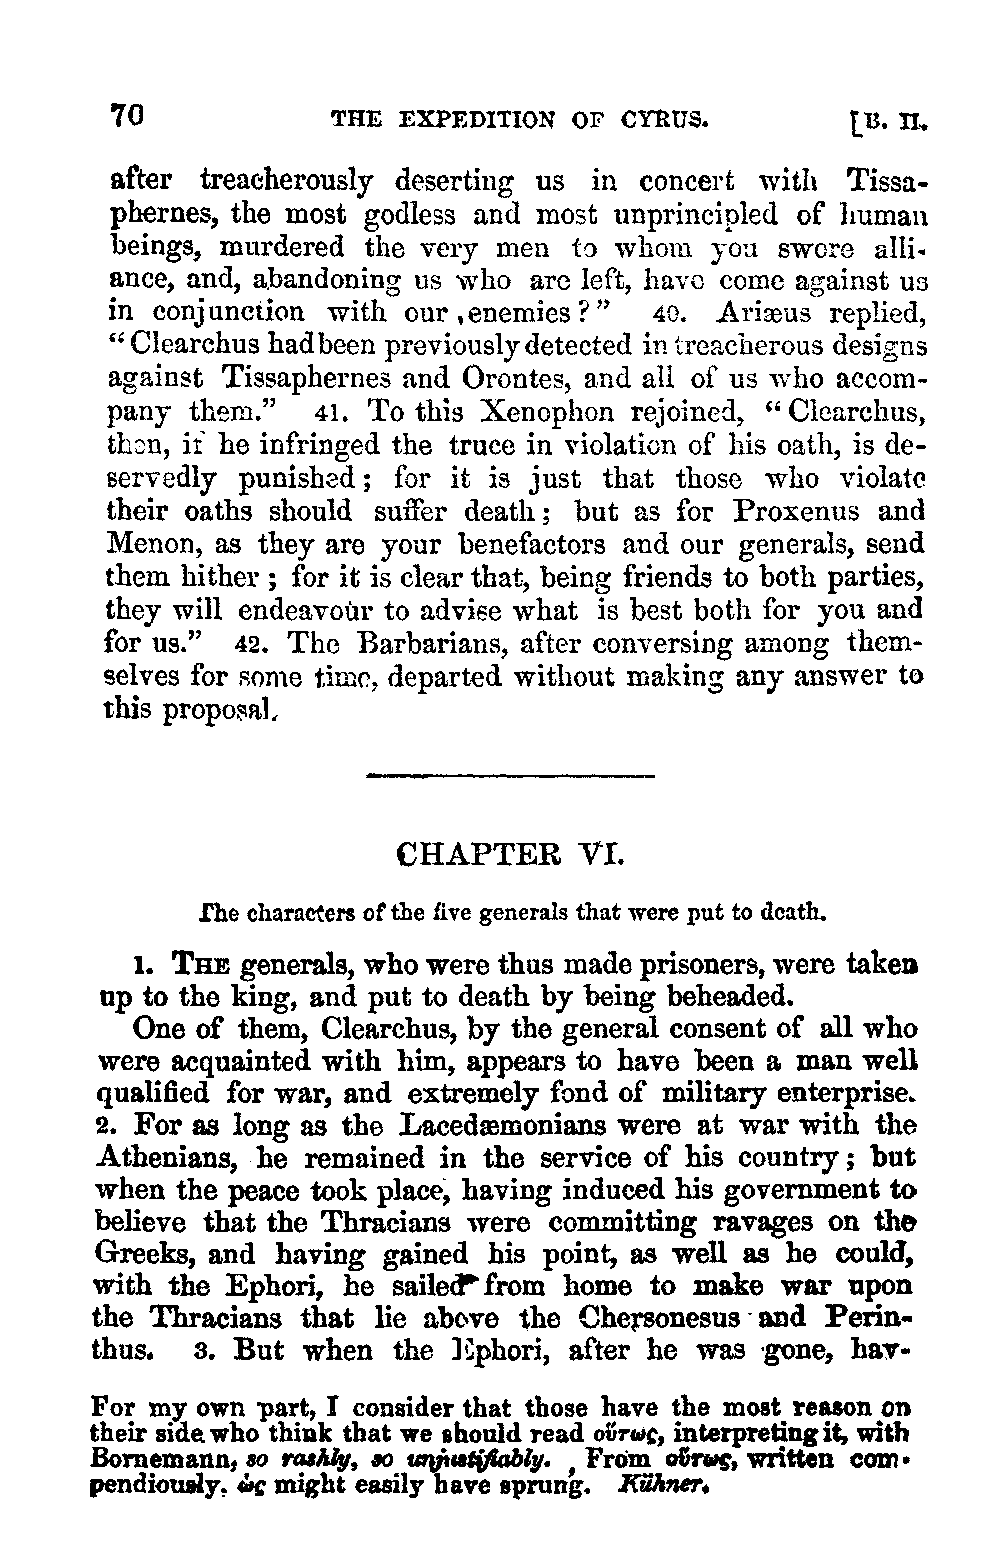 70 THE EXPEDITION OF CYRUS. [B. II.
after treacherously deserting us in concert with Tissa-
phernes, the most godless and most unprincipled of human
beings, murdered the very men to whom you swore alli-
ance, and, abandoning us who are left, have come against us
in conjunction with our enemies?” 40. Ariæus replied,
“Clearchus had been previously detected in treacherous designs
against Tissaphernes and Orontes, and all of us who accom-
pany them.” 41. To this Xenophon rejoined, “Clearchus,
then, if he infringed the truce in violation of his oath, is de-
servedly punished; for it is just that those who violate
their oaths should suffer death; but as for Proxenus and
Menon, as they are your benefactors and our generals, send
them hither; for it is clear that, being friends to both parties,
they will endeavour to advise what is best both for you and
for us.” 42. The Barbarians, after conversing among them-
selves for some time, departed without making any answer to
this proposal.
CHAPTER VI.
The characters of the five generals that were put to death.
1. THE generals, who were thus made prisoners, were taken
up to the king, and put to death by being beheaded.
One of them, Clearchus, by the general consent of all who
were acquainted with him, appears to have been a man well
qualified for war, and extremely fond of military enterprise.
2. For as long as the Lacedæmonians were at war with the
Athenians, he remained in the service of his country; but
when the peace took place, having induced his government to
believe that the Thracians were committing ravages on the
Greeks, and having gained his point, as well as he could,
with the Ephori, he sailed from home to make war upon
the Thracians that lie above the Chersonesus and Perin-
thus. 3. But when the Ephori, after he was gone, hav-
For my own part, I consider that those have the most reason on
their side who think that we should read οὕτως, interpreting it, with
Bornemann, so rashly, so unjustifiably. From οὕτως, written com-
pendiously, ὡς might easily have sprung. Kühner.